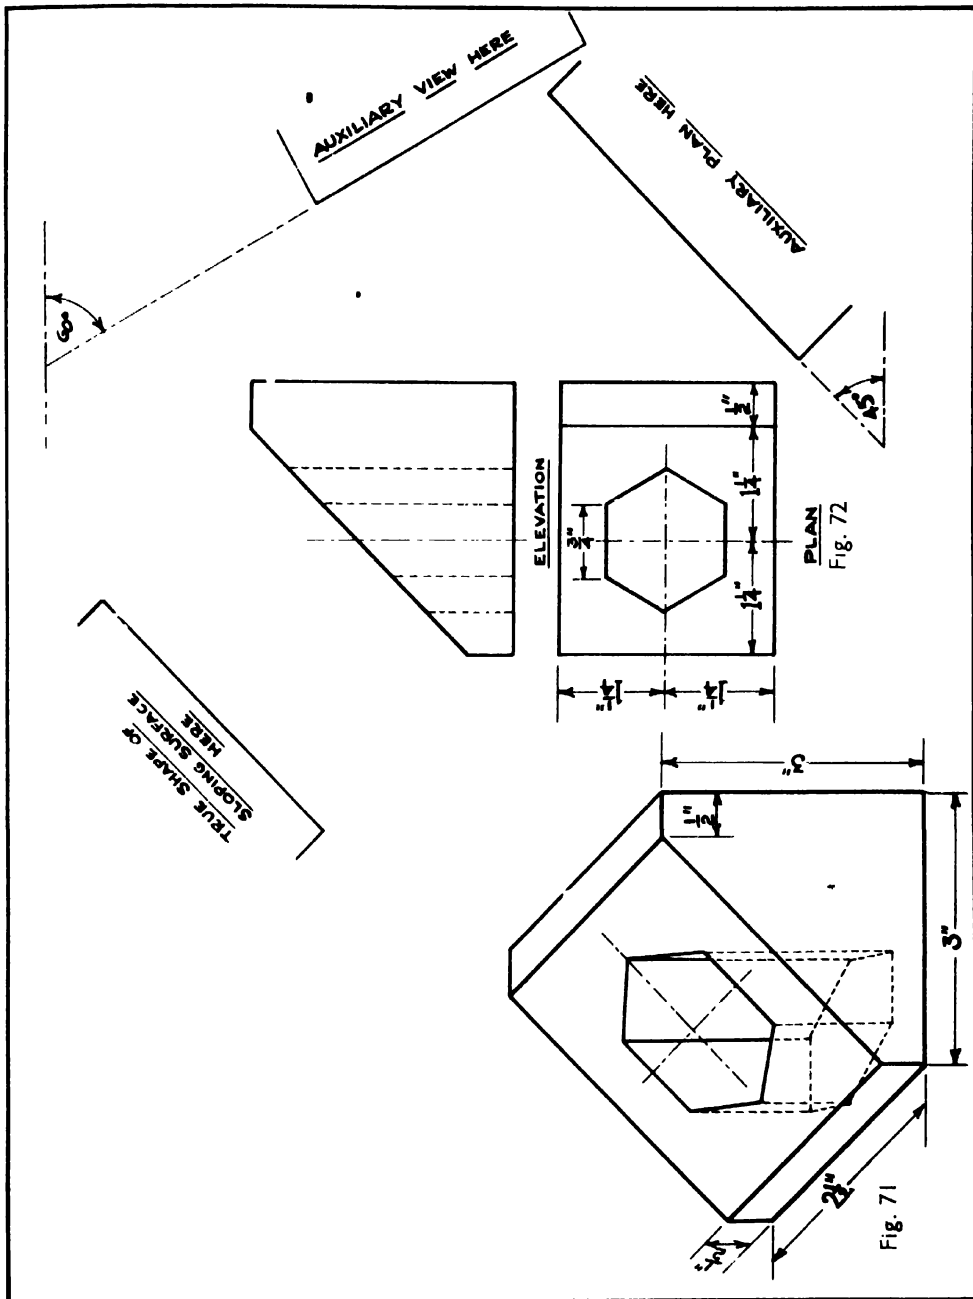 AUXILIARY VIEW HERE
AUXILIARY PLAN HERE
60°
45°
TRUE SHAPE OF
SLOPING SURFACE
HERE
ELEVATION
3/4"
1/2"
1 1/4"
1 1/4"
1 1/4"
1 1/4"
PLAN
Fig. 72
3"
1/2"
3"
2 1/2"
1/2"
Fig. 71